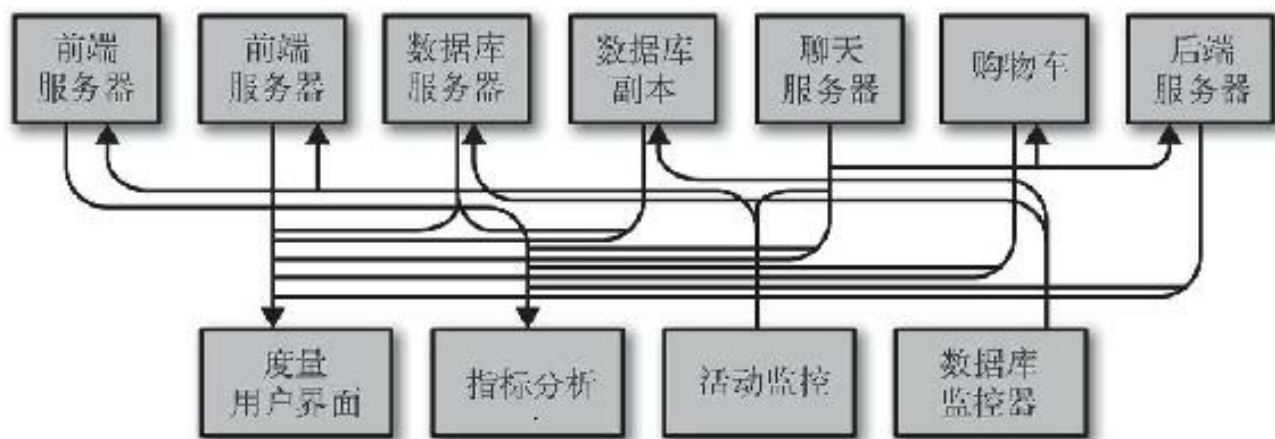 前端
服务器
前端
服务器
数据库
服务器
数据库
副本
聊天
服务器
购物车
后端
服务器
度量
用户界面
指标分析
活动监控
数据库
监控器